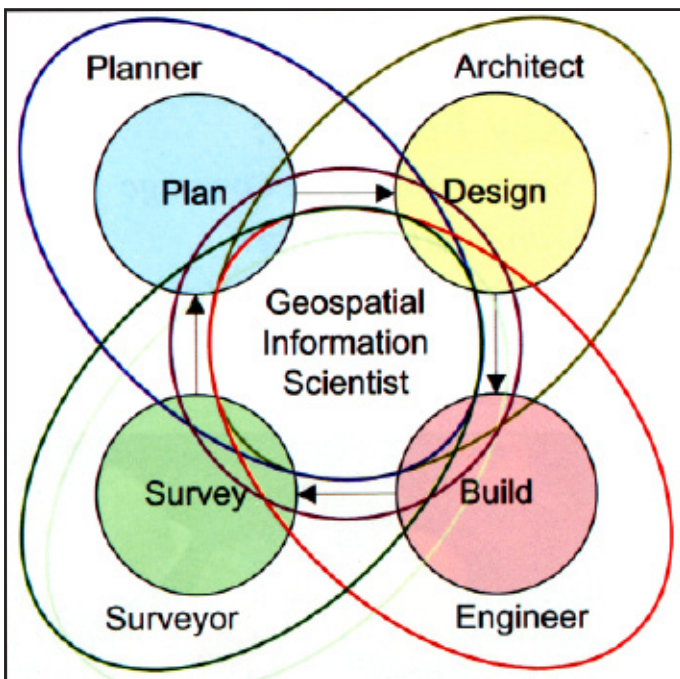 Planner
Architect
Plan
Design
Geospatial
Information
Scientist
Survey
Build
Surveyor
Engineer